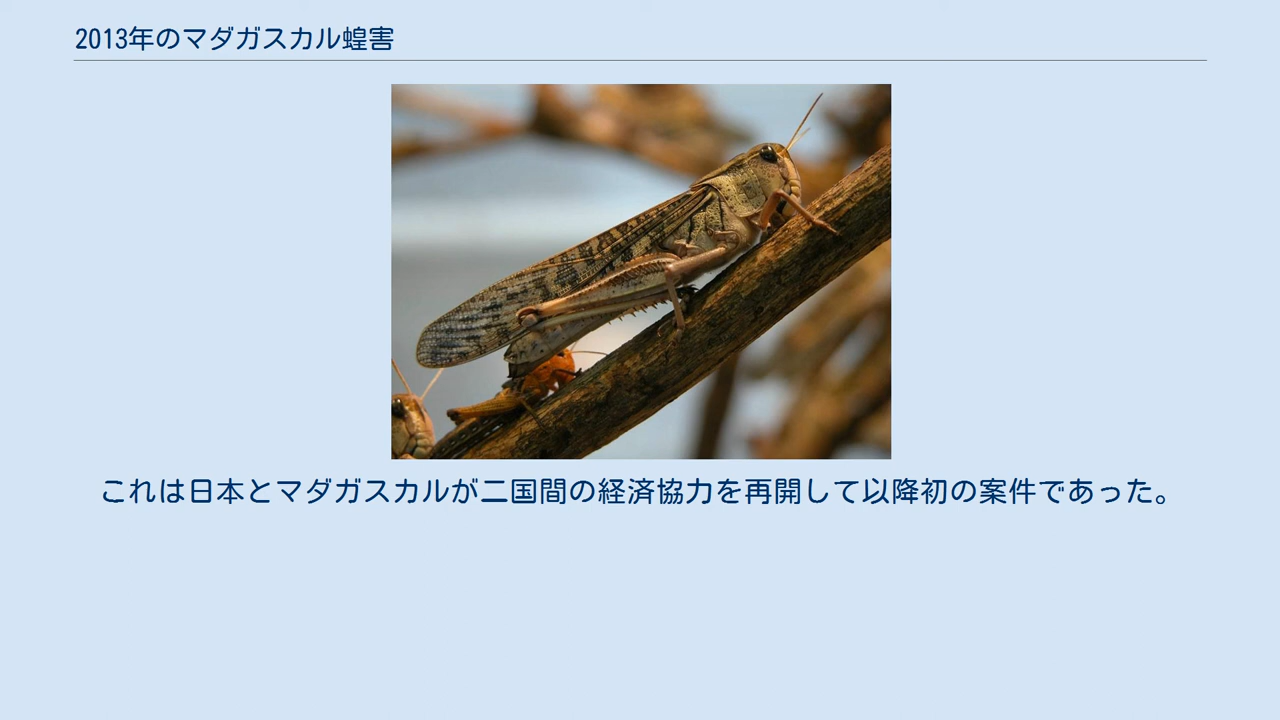 2013年のマダガスカル蝗害
これは日本とマダガスカルが二国間の経済協力を再開して以降初の案件であった。